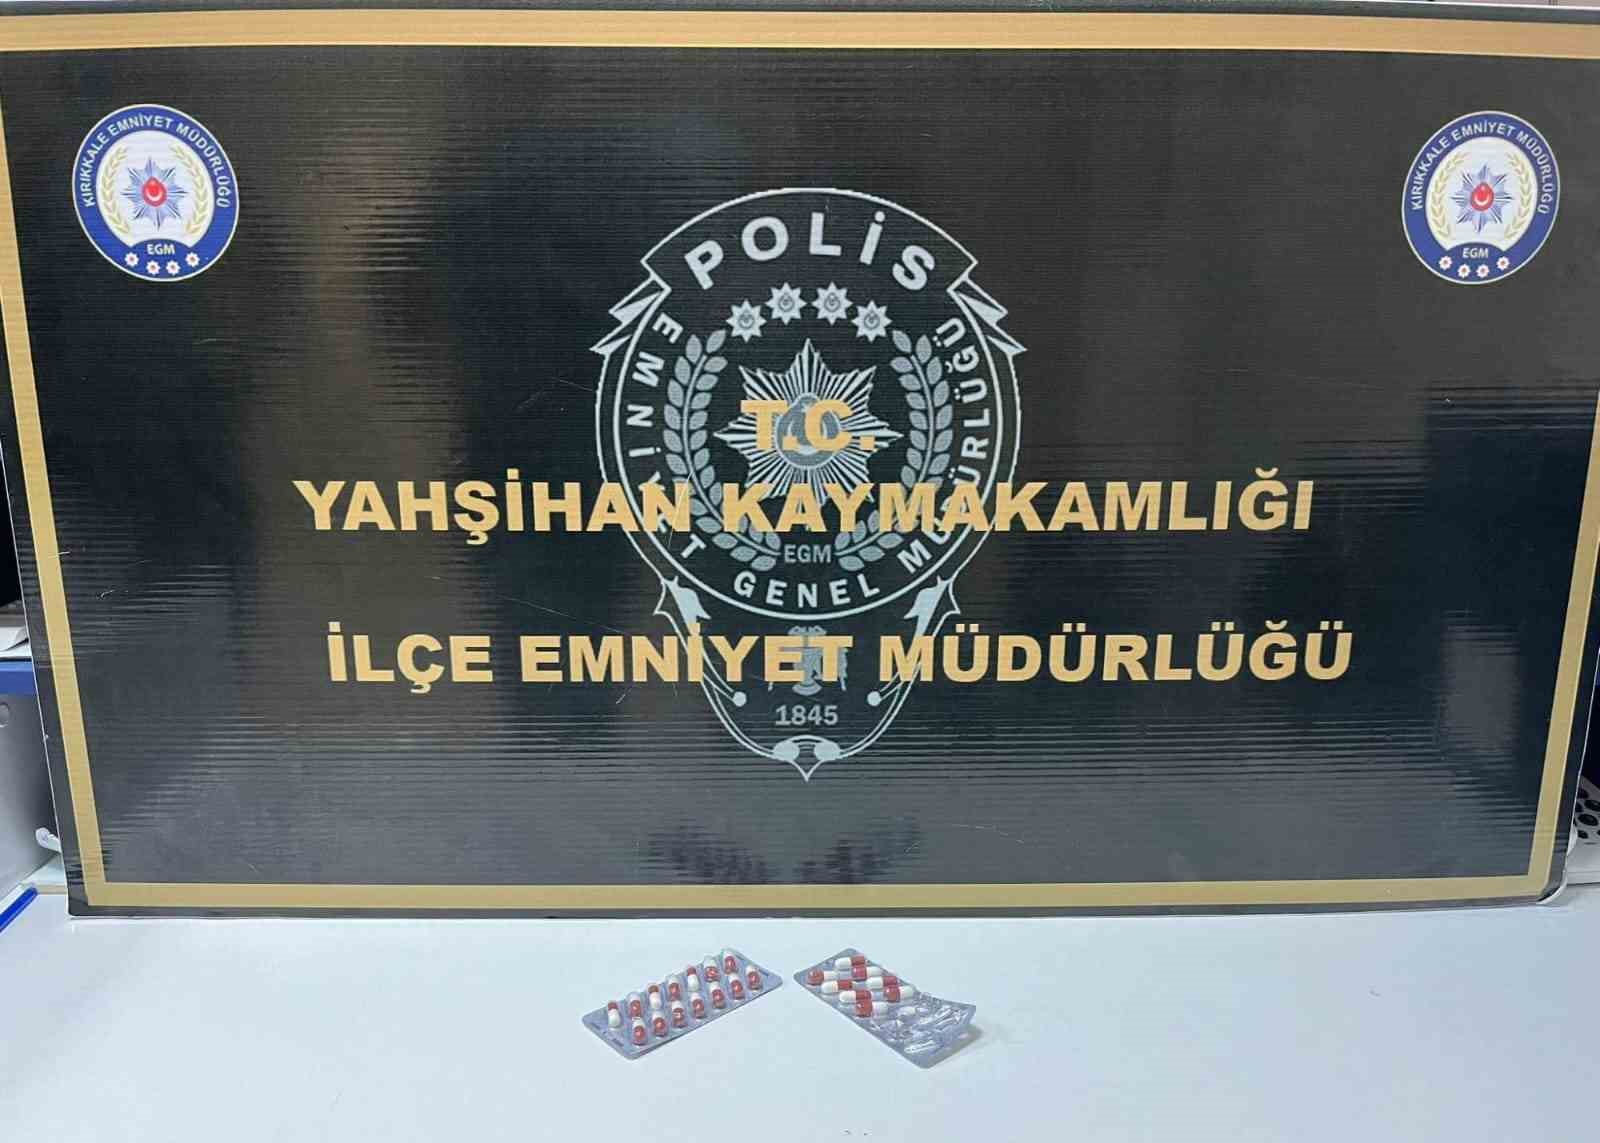 KIRIKKALE EMNİYET MÜDÜRLÜĞÜ
EGM
KIRIKKALE EMNİYET MÜDÜRLÜĞÜ
EGM
POLİS
EMNİYET GENEL MÜDÜRLÜĞÜ
T.C.
YAHŞİHAN KAYMAKAMLIĞI
EGM
İLÇE EMNİYET MÜDÜRLÜĞÜ
1845